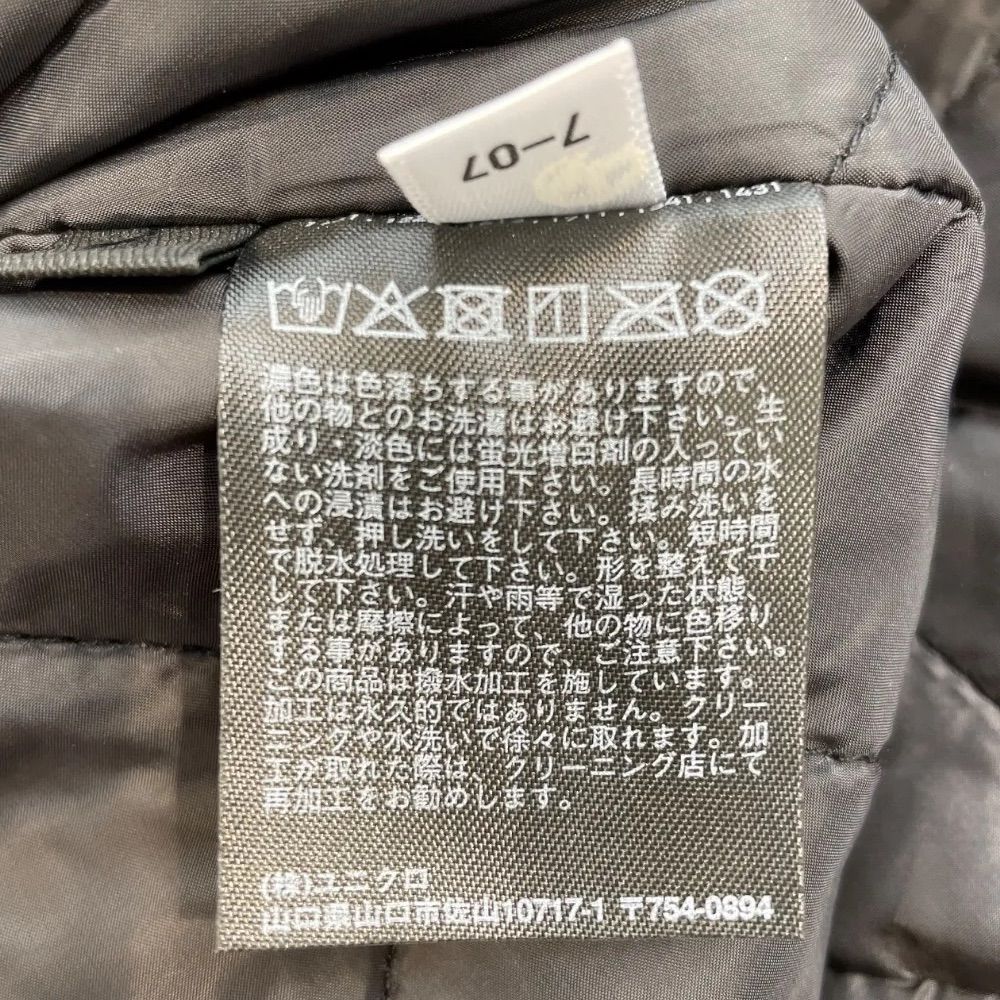 7-07
濃色は色落ちする事がありますので、
他の物とのお洗濯はお避け下さい。生
成り・淡色には蛍光増白剤の入ってい
ない洗剤をご使用下さい。長時間の水
への浸漬はお避け下さい。揉み洗いを
せず、押し洗いをして下さい。短時間
で脱水処理して下さい。形を整えて、干
して下さい。汗や雨等で湿った状態、
または摩擦によって、他の物に色移り
する事がありますので、ご注意下さい。
この商品は撥水加工を施しています。
加工は永久的ではありません。クリー
ニングや水洗いで徐々に取れます。加
工が取れた際は、クリーニング店にて
再加工をお勧めします。
(株)ユニクロ
山口県山口市佐山10717-1 〒754-0894